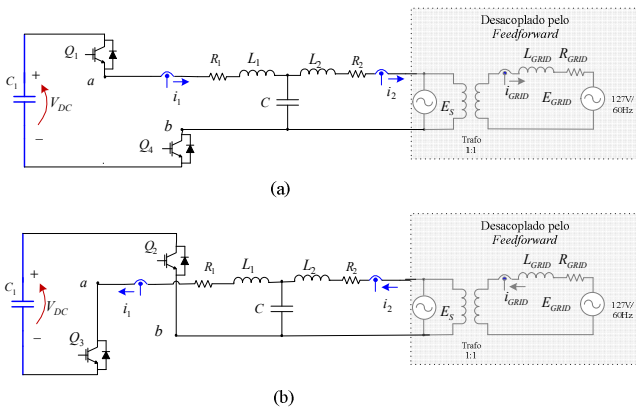 Desacoplado pelo
Feedforward
Q1
R1
L1
L2
R2
LGRID
RGRID
a
C1
+
VDC
−
i1
C
i2
ES
iGRID
EGRID
127V/
60Hz
b
Q4
Trafo
1:1
(a)
Desacoplado pelo
Feedforward
Q2
R1
L1
L2
R2
LGRID
RGRID
a
C1
+
VDC
−
i1
C
i2
ES
iGRID
EGRID
127V/
60Hz
Q3
b
Trafo
1:1
(b)